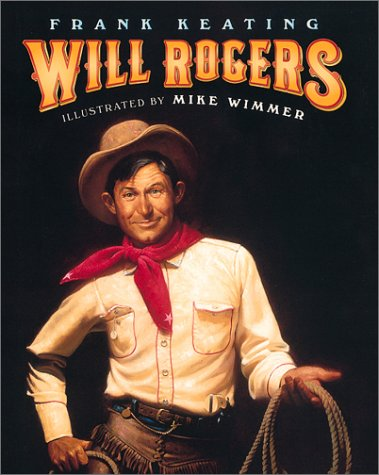 FRANK KEATING
WILL ROGERS
ILLUSTRATED BY MIKE WIMMER